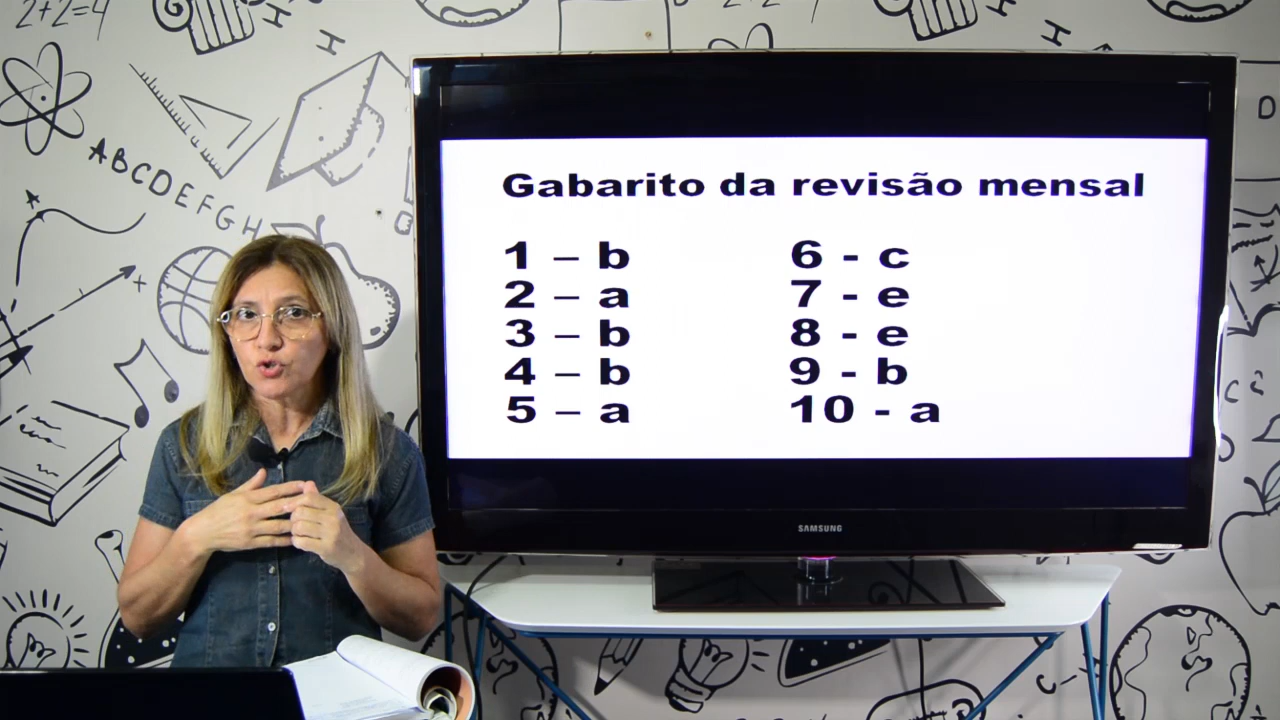 2+2=4
H
H
H
ABCDEFGH
Gabarito da revisão mensal
1 – b
2 – a
3 – b
4 – b
5 – a
6 - c
7 - e
8 - e
9 - b
10 - a
SAMSUNG